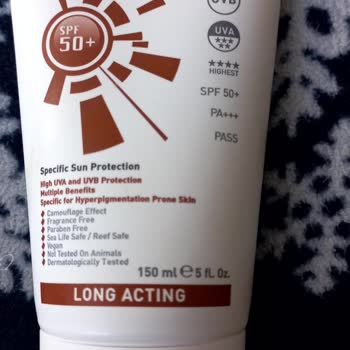 UVB
SPF
50+
UVA
★★★★
HIGHEST
SPF 50+
PA+++
PASS
Specific Sun Protection
High UVA and UVB Protection
Multiple Benefits
Specific for Hyperpigmentation Prone Skin
Camouflage Effect
Fragrance Free
Paraben Free
Sea Life Safe / Reef Safe
Vegan
Not Tested On Animals
Dermatologically Tested
150 ml ℮ 5 fl. Oz.
LONG ACTING